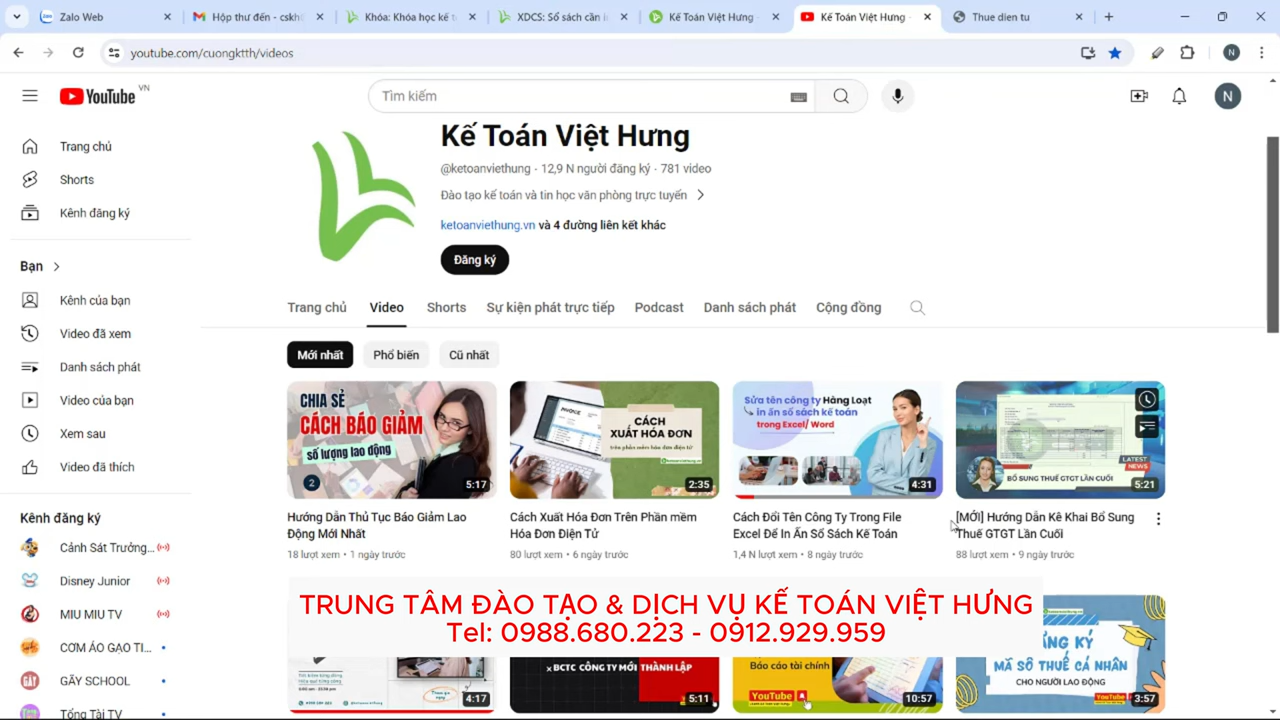 Zalo Web
Hộp thư đến - cskh
Khóa: Khóa học kế t
XDCS: Sổ sách cần i
Kế Toán Việt Hưng
Kế Toán Việt Hưng
Thue dien tu
youtube.com/cuongktth/videos
N
YouTube VN
Tìm kiếm
N
Trang chủ
Shorts
Kênh đăng ký
Bạn
Kênh của bạn
Video đã xem
Danh sách phát
Video của bạn
Xem sau
Video đã thích
Kênh đăng ký
Cảnh Sát Trưởng...
Disney Junior
MIU MIU TV
CƠM ÁO GẠO TI...
GÃY SCHOOL
Tổng Tài TV
Kế Toán Việt Hưng
@ketoanviethung · 12,9 N người đăng ký · 781 video
Đào tạo kế toán và tin học văn phòng trực tuyến
ketoanviethung.vn và 4 đường liên kết khác
Đăng ký
Trang chủ Video Shorts Sự kiện phát trực tiếp Podcast Danh sách phát Cộng đồng
Mới nhất Phổ biến Cũ nhất
CHIA SẺ
CÁCH BÁO GIẢM
số lượng lao động
2
5:17
Hướng Dẫn Thủ Tục Báo Giảm Lao
Động Mới Nhất
18 lượt xem • 1 ngày trước
INVOICE
CÁCH
XUẤT HÓA ĐƠN
trên phần mềm hóa đơn điện tử
2:35
Cách Xuất Hóa Đơn Trên Phần mềm
Hóa Đơn Điện Tử
80 lượt xem • 6 ngày trước
Sửa tên công ty Hàng Loạt
in ấn sổ sách kế toán
trong Excel/ Word
4:31
Cách Đổi Tên Công Ty Trong File
Excel Để In Ấn Sổ Sách Kế Toán
1,4 N lượt xem • 8 ngày trước
LATEST
NEWS
BỔ SUNG THUẾ GTGT LẦN CUỐI
5:21
[MỚI] Hướng Dẫn Kê Khai Bổ Sung
Thuế GTGT Lần Cuối
88 lượt xem • 9 ngày trước
TRUNG TÂM ĐÀO TẠO & DỊCH VỤ KẾ TOÁN VIỆT HƯNG
Tel: 0988.680.223 - 0912.929.959
4:17
BCTC CÔNG TY MỚI THÀNH LẬP
5:11
Báo cáo tài chính
YouTube
10:57
MÃ SỐ THUẾ CÁ NHÂN
CHO NGƯỜI LAO ĐỘNG
YouTube
3:57